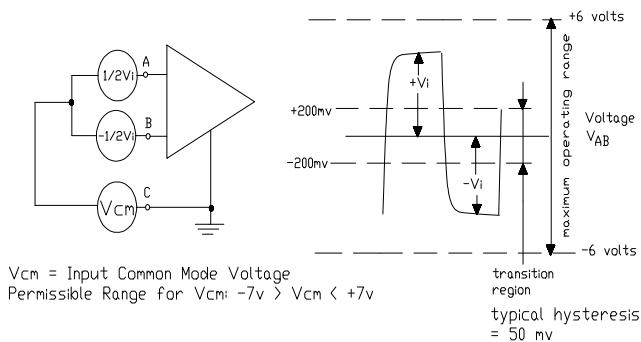 +6 volts
A
1/2Vi
+Vi
maximum operating range
+200mv
Voltage
VAB
B
-1/2Vi
-200mv
-Vi
C
Vcm
-6 volts
Vcm = Input Common Mode Voltage
Permissible Range for Vcm: -7v > Vcm < +7v
transition
region
typical hysteresis
= 50 mv